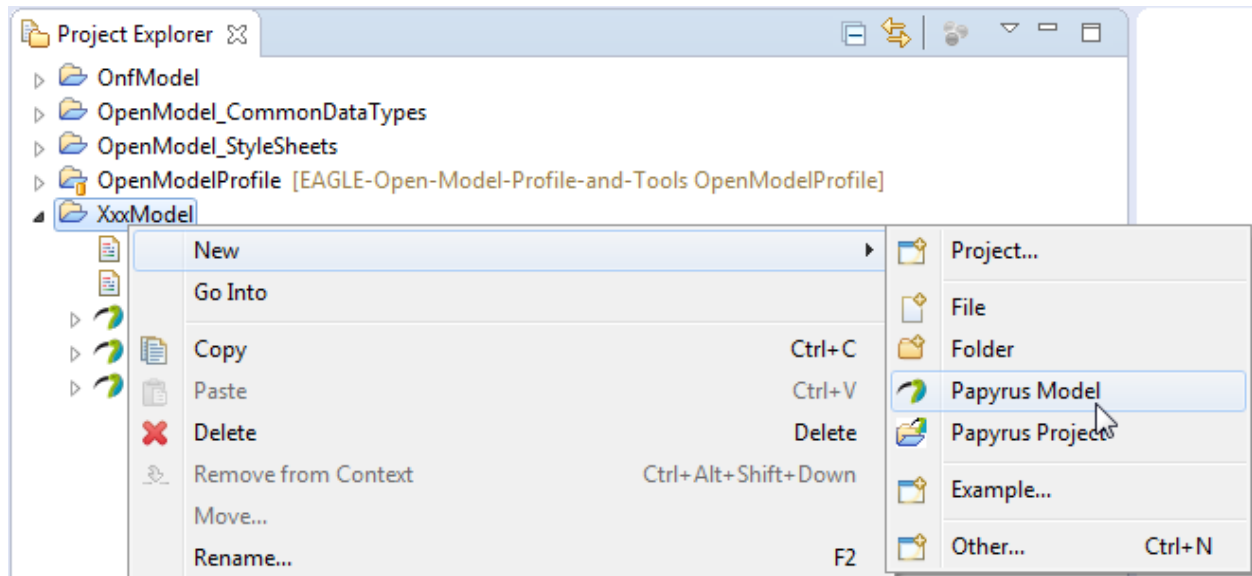 Project Explorer
OnfModel
OpenModel_CommonDataTypes
OpenModel_StyleSheets
OpenModelProfile [EAGLE-Open-Model-Profile-and-Tools OpenModelProfile]
XxxModel
New
Go Into
Copy Ctrl+C
Paste Ctrl+V
Delete Delete
Remove from Context Ctrl+Alt+Shift+Down
Move...
Rename... F2
Project...
File
Folder
Papyrus Model
Papyrus Project
Example...
Other... Ctrl+N